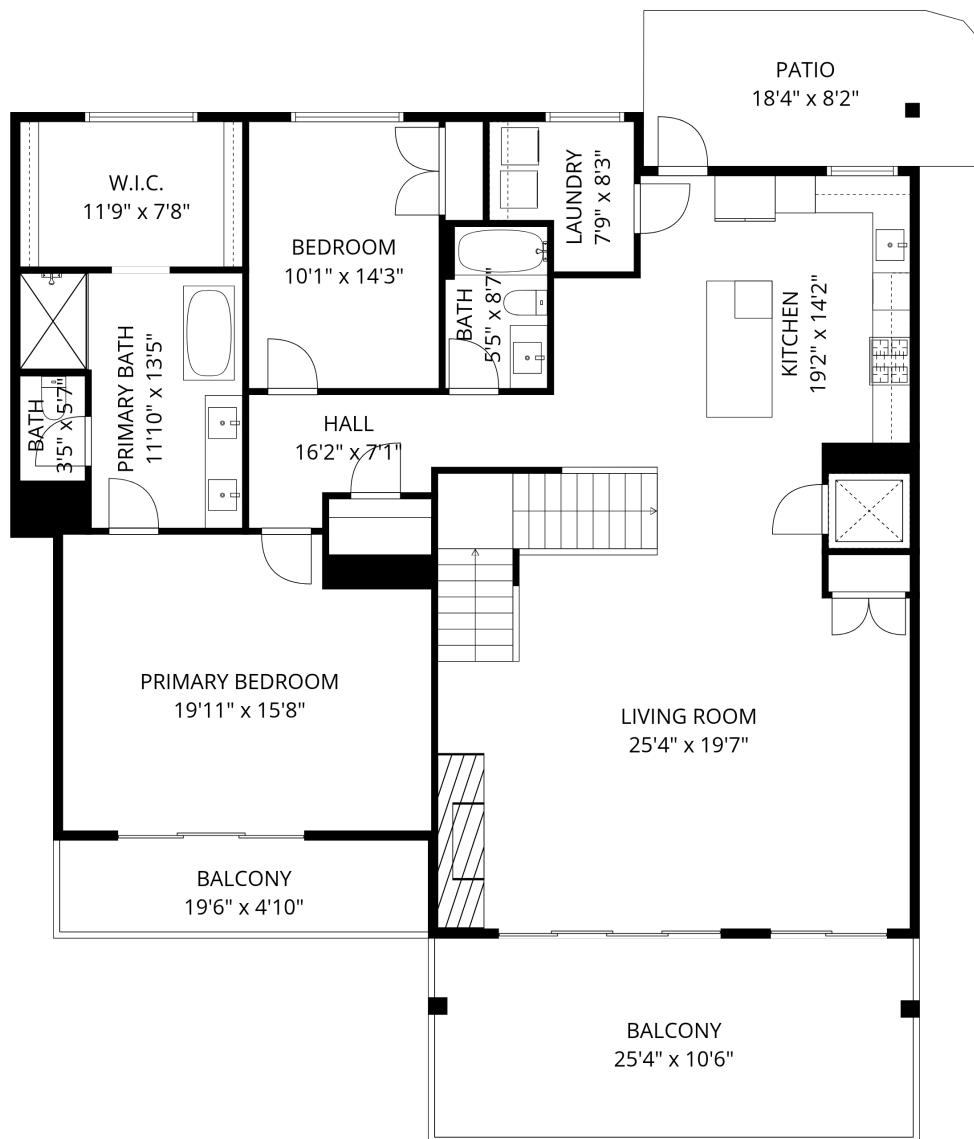 PATIO
18'4" x 8'2"
W.I.C.
11'9" x 7'8"
BEDROOM
10'1" x 14'3"
LAUNDRY
7'9" x 8'3"
BATH
5'5" x 8'7"
KITCHEN
19'2" x 14'2"
PRIMARY BATH
11'10" x 13'5"
BATH
3'5" x 5'7"
HALL
16'2" x 7'1"
PRIMARY BEDROOM
19'11" x 15'8"
LIVING ROOM
25'4" x 19'7"
BALCONY
19'6" x 4'10"
BALCONY
25'4" x 10'6"